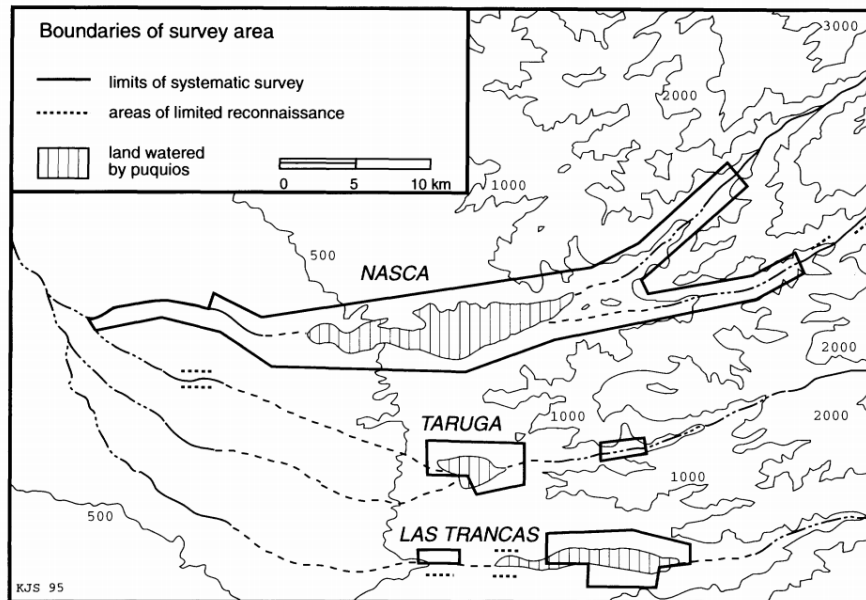 Boundaries of survey area
limits of systematic survey
areas of limited reconnaissance
land watered
by puquios
0 5 10 km
3000
2000
1000
500
NASCA
2000
TARUGA
1000
2000
1000
500
LAS TRANCAS
KJS 95